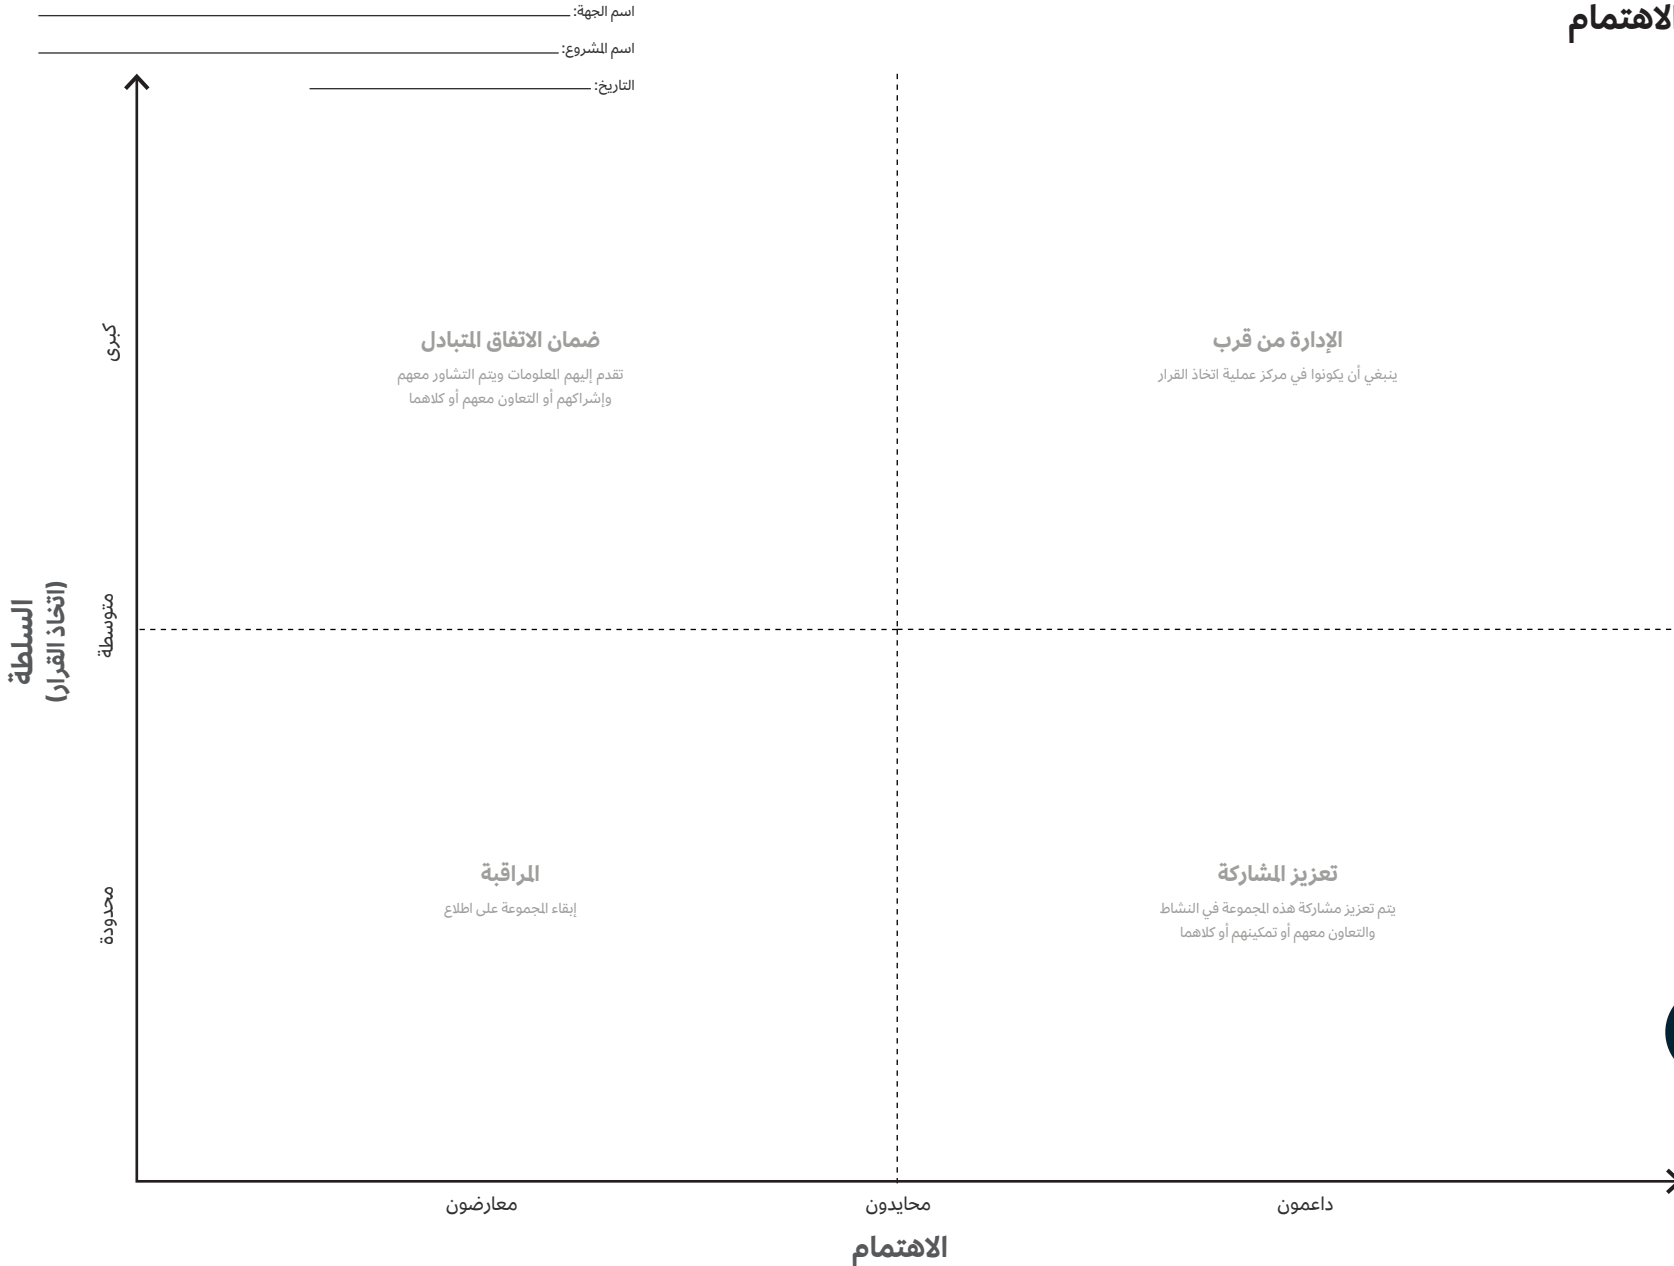 الاهتمام
اسم الجهة:
اسم المشروع:
التاريخ:
السلطة
(اتخاذ القرار)
كبرى
متوسطة
محدودة
الإدارة من قرب
ينبغي أن يكونوا في مركز عملية اتخاذ القرار
ضمان الاتفاق المتبادل
تقدم إليهم المعلومات ويتم التشاور معهم
وإشراكهم أو التعاون معهم أو كلاهما
تعزيز المشاركة
يتم تعزيز مشاركة هذه المجموعة في النشاط
والتعاون معهم أو تمكينهم أو كلاهما
المراقبة
إبقاء المجموعة على اطلاع
داعمون
محايدون
معارضون
الاهتمام